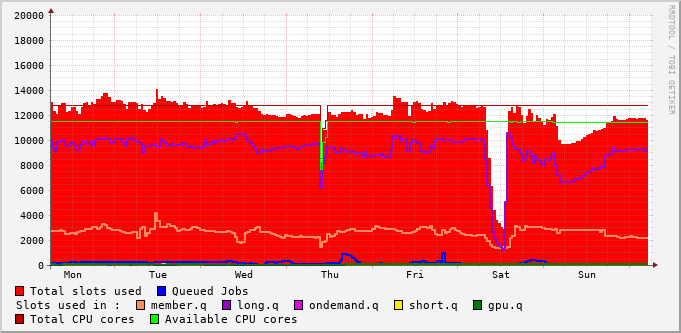 RRDTOOL / TOBI OETIKER
20000
18000
16000
14000
12000
10000
8000
6000
4000
2000
0
Mon Tue Wed Thu Fri Sat Sun
Total slots used Queued Jobs
Slots used in : member.q long.q ondemand.q short.q gpu.q
Total CPU cores Available CPU cores